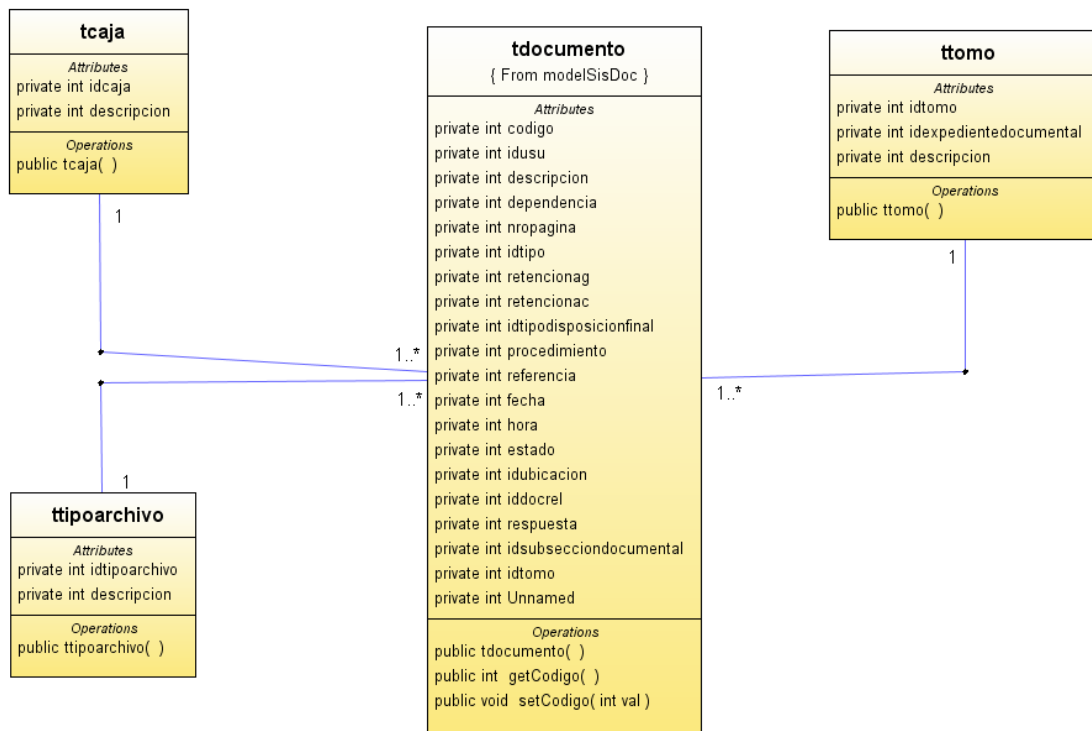 tcaja
Attributes
private int idcaja
private int descripcion
Operations
public tcaja( )
1
tdocumento
{ From modelSisDoc }
Attributes
private int codigo
private int idusu
private int descripcion
private int dependencia
private int nropagina
private int idtipo
private int retencionag
private int retencionac
private int idtipodisposicionfinal
private int procedimiento
private int referencia
private int fecha
private int hora
private int estado
private int idubicacion
private int iddocrel
private int respuesta
private int idsubsecciondocumental
private int idtomo
private int Unnamed
Operations
public tdocumento( )
public int getCodigo( )
public void setCodigo( int val )
ttomo
Attributes
private int idtomo
private int idexpedientedocumental
private int descripcion
Operations
public ttomo( )
1
1..*
1..*
1..*
1
ttipoarchivo
Attributes
private int idtipoarchivo
private int descripcion
Operations
public ttipoarchivo( )